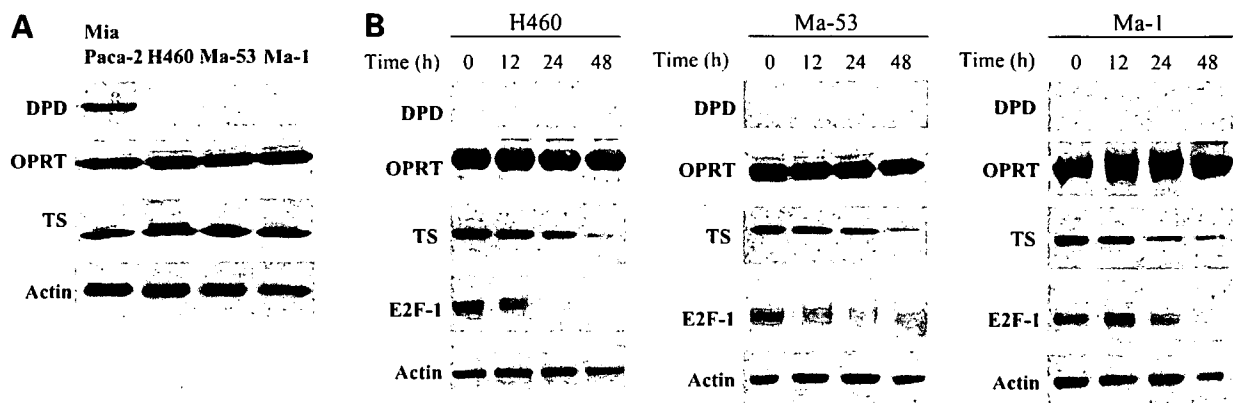 A
Mia
Paca-2 H460 Ma-53 Ma-1
DPD
OPRT
TS
Actin
B
H460
Time (h) 0 12 24 48
DPD
OPRT
TS
E2F-1
Actin
Ma-53
Time (h) 0 12 24 48
DPD
OPRT
TS
E2F-1
Actin
Ma-1
Time (h) 0 12 24 48
DPD
OPRT
TS
E2F-1
Actin